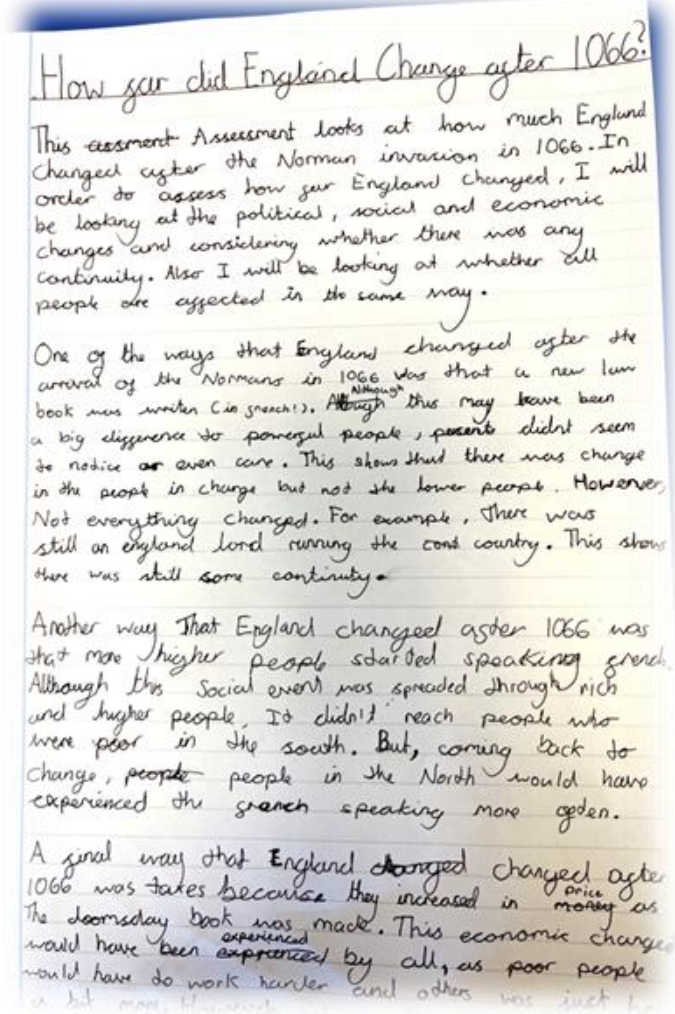 How far did England Change after 1066?
This assment Assessment looks at how much England
Changed after the Norman invasion in 1066. In
order to assess how far England changed, I will
be looking at the political, social and economic
changes and considering whether there was any
continuity. Also I will be looking at whether all
people are affected in the same way.
One of the ways that England changed after the
arrival of the Normans in 1066 was that a new law
book was written (in french!). Although this may have been
a big difference to powerful people, didnt seem
to notice or even care. This shows that there was change
in the people in charge but not the lower people. However,
Not everything changed. For example, There was
still an england lord running the country. This shows
there was still some continuity.
Another way That England changed after 1066 was
that more higher people started speaking french.
Although this Social event was spreaded through rich
and higher people, It didn't reach people who
were poor in the south. But, coming back to
change, people people in the North would have
experienced the french speaking more often.
A final way that England changed changed after
1066 was taxes because they increased in money price as
The doomsday book was made. This economic change
would have been experienced by all, as poor people
would have to work harder and others was just
a bit more. However